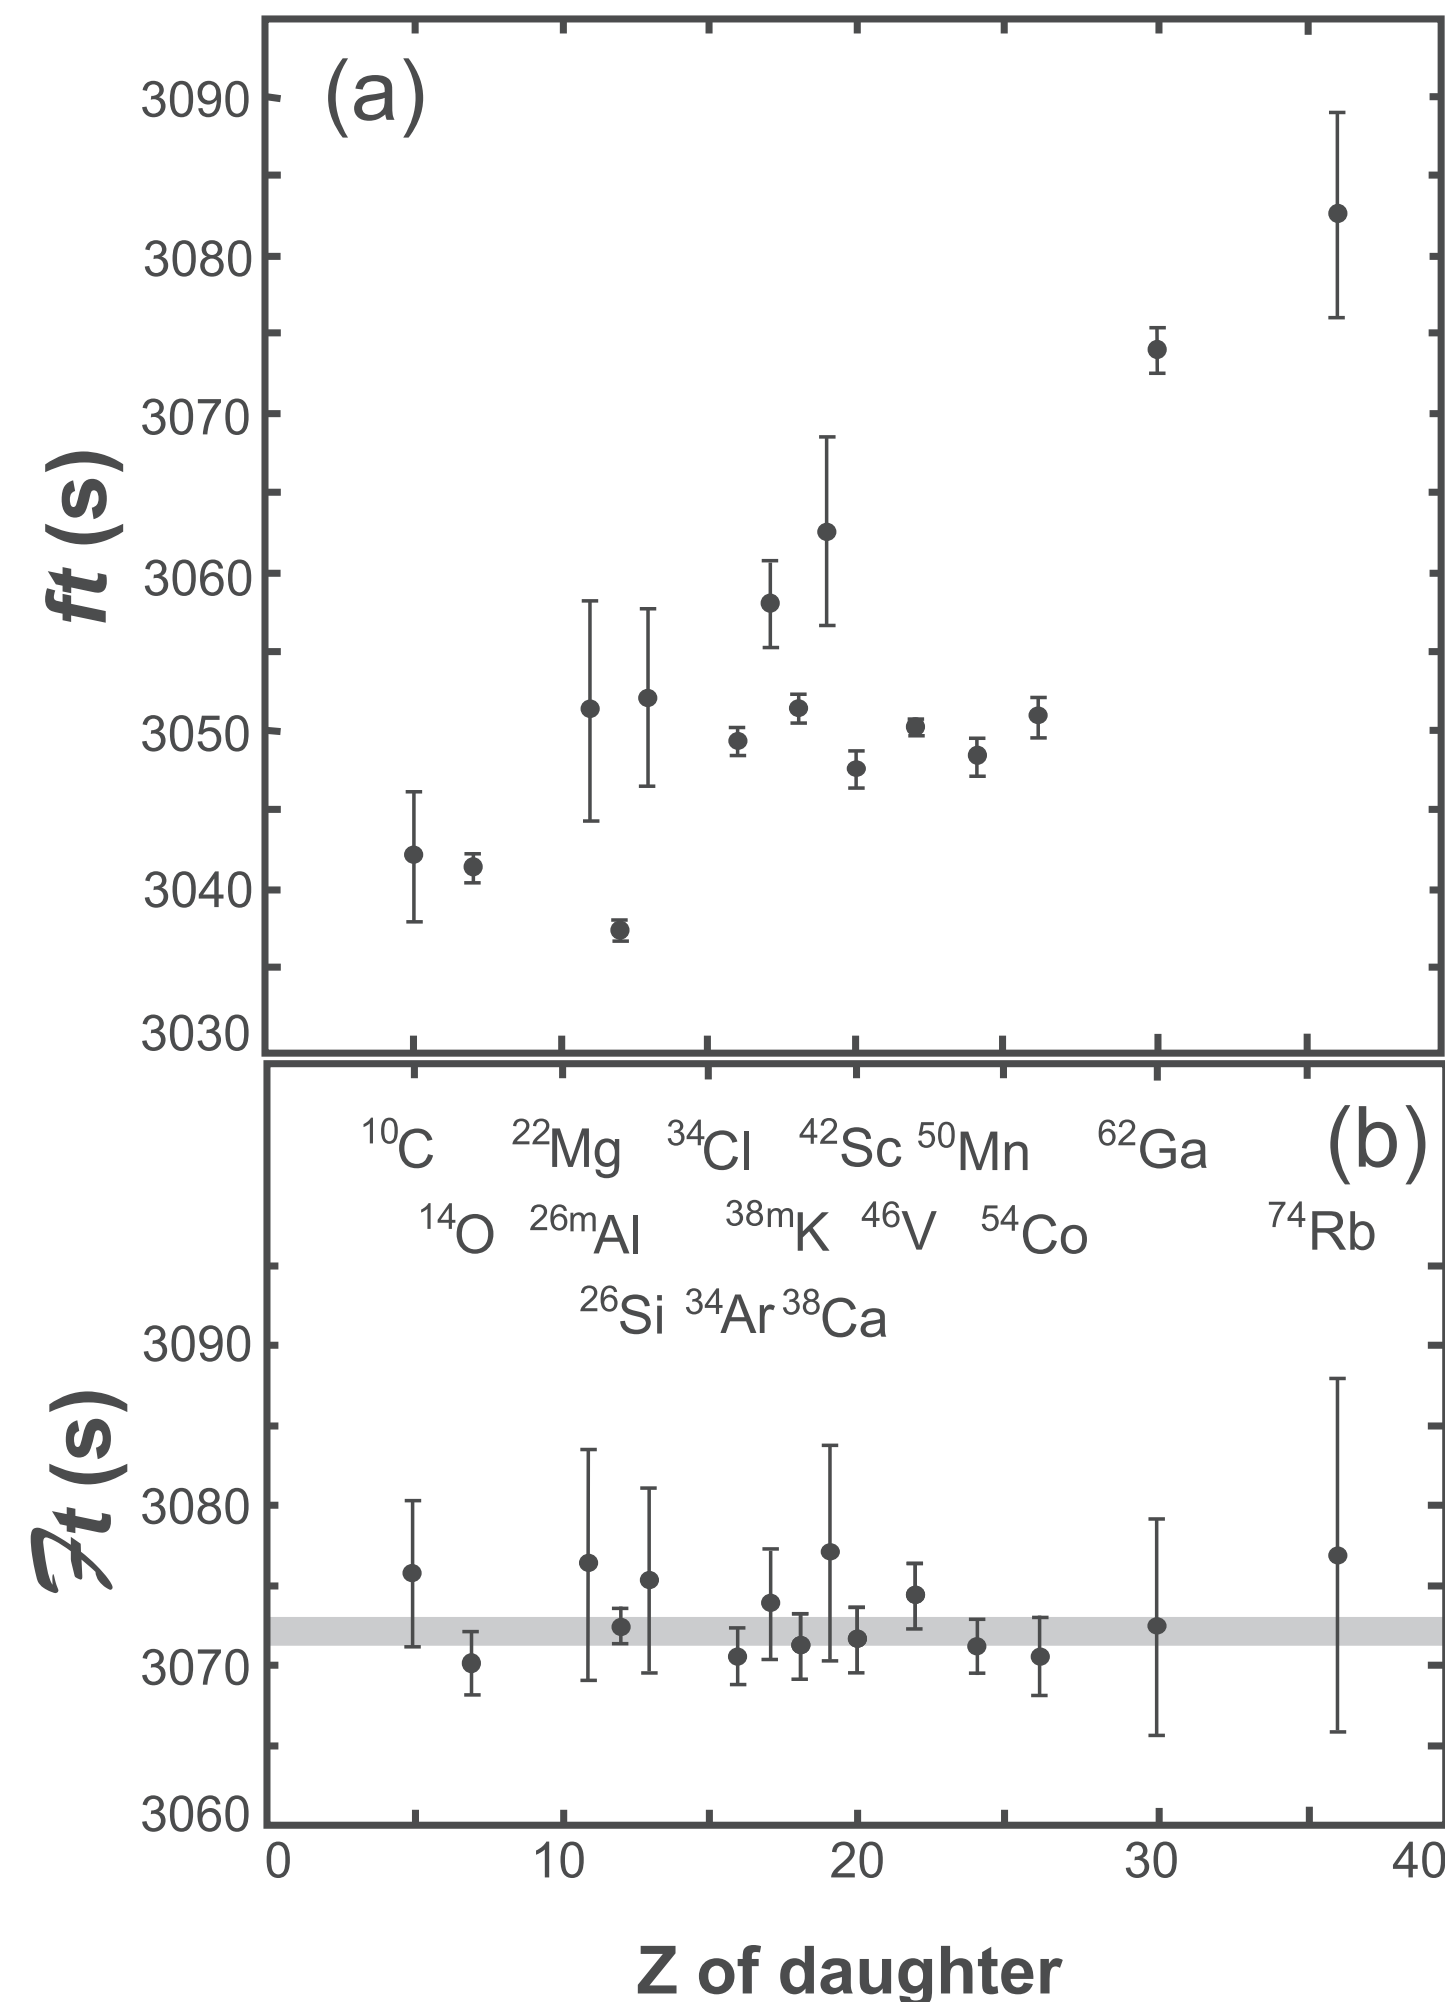 (a)
3090
3080
3070
3060
3050
3040
3030
ft (s)
¹⁰C ²²Mg ³⁴Cl ⁴²Sc ⁵⁰Mn ⁶²Ga (b)
¹⁴O ²⁶ᵐAl ³⁸ᵐK ⁴⁶V ⁵⁴Co ⁷⁴Rb
²⁶Si ³⁴Ar ³⁸Ca
3090
3080
3070
3060
ℱt (s)
0 10 20 30 40
Z of daughter